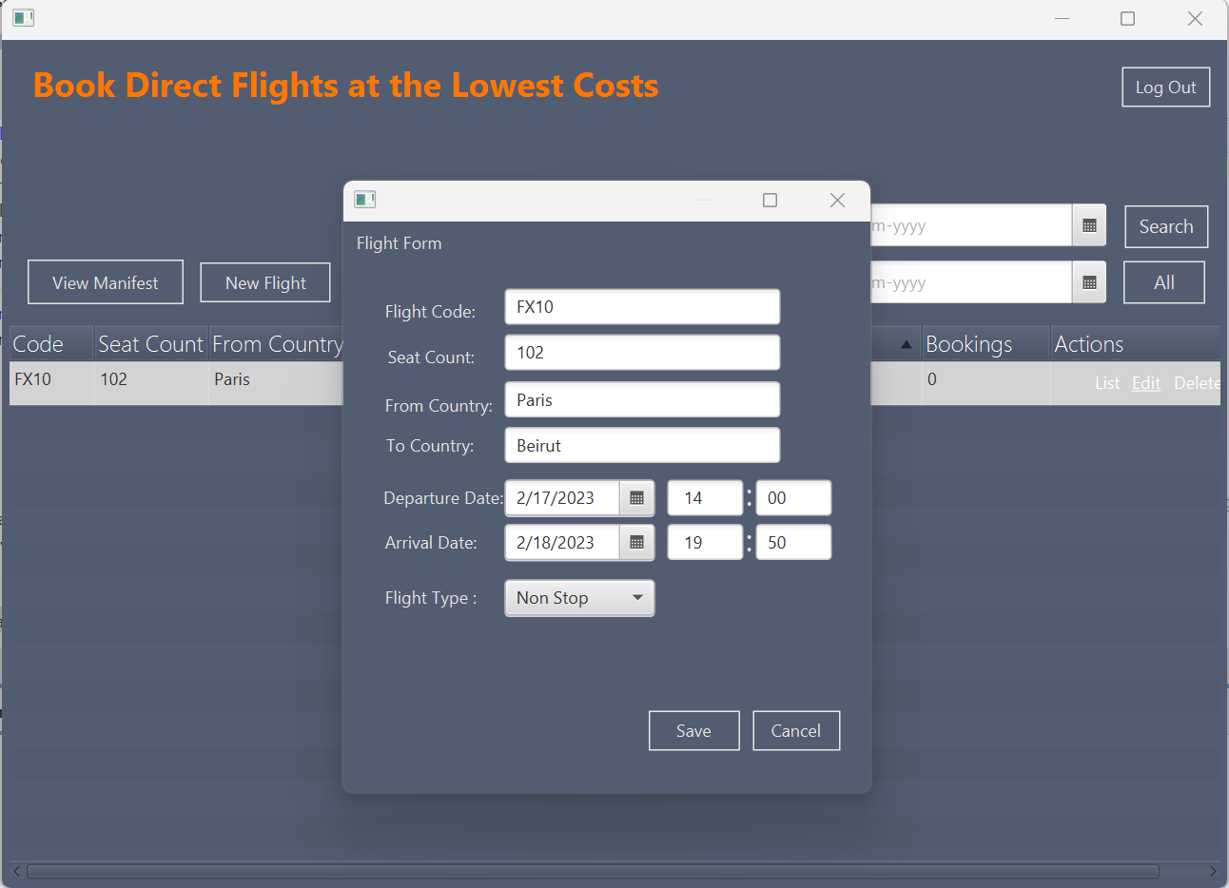 Book Direct Flights at the Lowest Costs
Log Out
m-yyyy
Search
View Manifest
New Flight
m-yyyy
All
Code
Seat Count
From Country
Bookings
Actions
FX10
102
Paris
0
List
Edit
Delete
Flight Form
Flight Code:
FX10
Seat Count:
102
From Country:
Paris
To Country:
Beirut
Departure Date:
2/17/2023
14
:
00
Arrival Date:
2/18/2023
19
:
50
Flight Type :
Non Stop
Save
Cancel